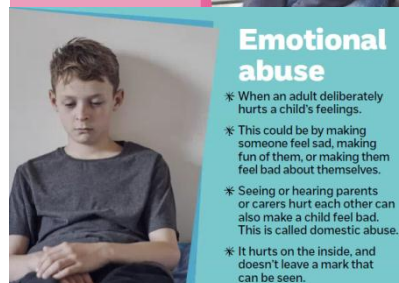 Emotional
abuse
* When an adult deliberately
hurts a child's feelings.
* This could be by making
someone feel sad, making
fun of them, or making them
feel bad about themselves.
* Seeing or hearing parents
or carers hurt each other can
also make a child feel bad.
This is called domestic abuse.
* It hurts on the inside, and
doesn't leave a mark that
can be seen.